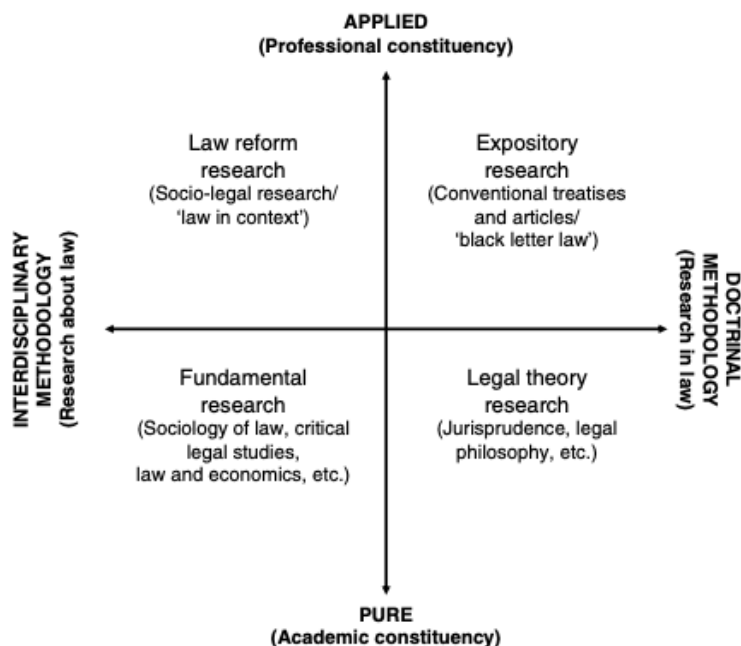 APPLIED
(Professional constituency)
Law reform
research
(Socio-legal research/
‘law in context’)
Expository
research
(Conventional treatises
and articles/
‘black letter law’)
INTERDISCIPLINARY
METHODOLOGY
(Research about law)
DOCTRINAL
METHODOLOGY
(Research in law)
Fundamental
research
(Sociology of law, critical
legal studies,
law and economics, etc.)
Legal theory
research
(Jurisprudence, legal
philosophy, etc.)
PURE
(Academic constituency)